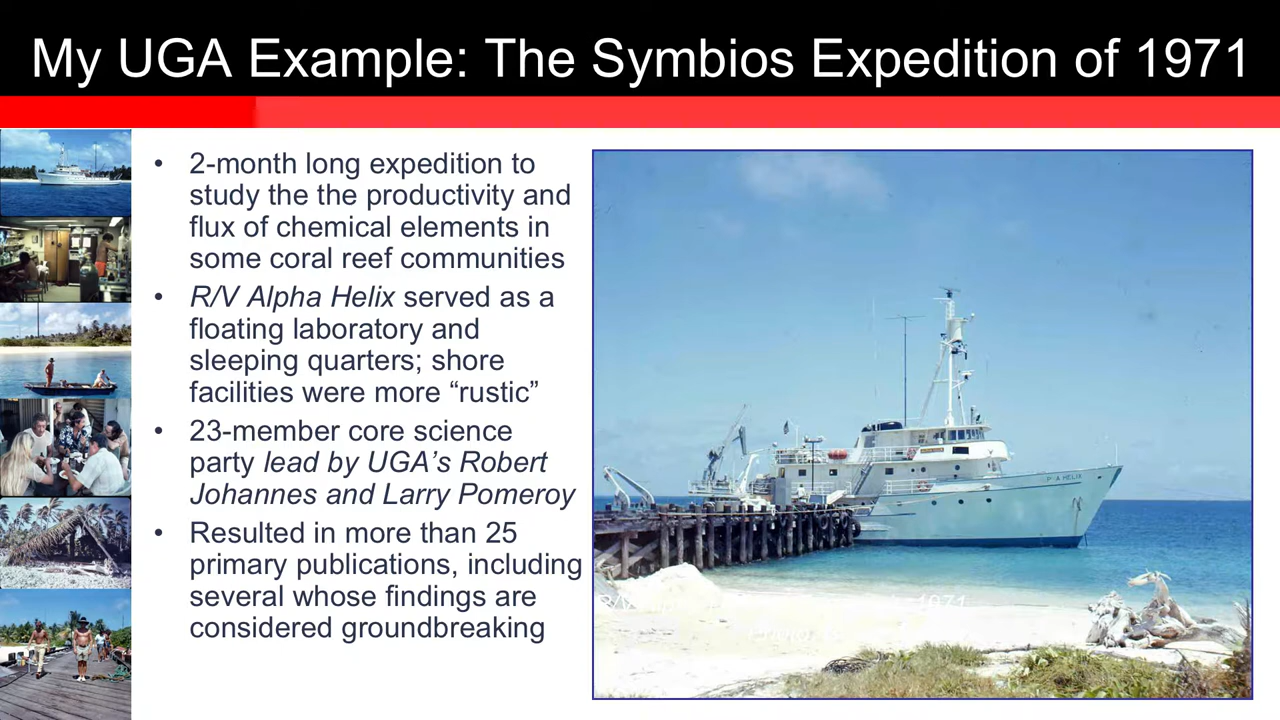 My UGA Example: The Symbios Expedition of 1971
• 2-month long expedition to
study the the productivity and
flux of chemical elements in
some coral reef communities
• R/V Alpha Helix served as a
floating laboratory and
sleeping quarters; shore
facilities were more “rustic”
• 23-member core science
party lead by UGA’s Robert
Johannes and Larry Pomeroy
• Resulted in more than 25
primary publications, including
several whose findings are
considered groundbreaking
HELIX
R/V 1971